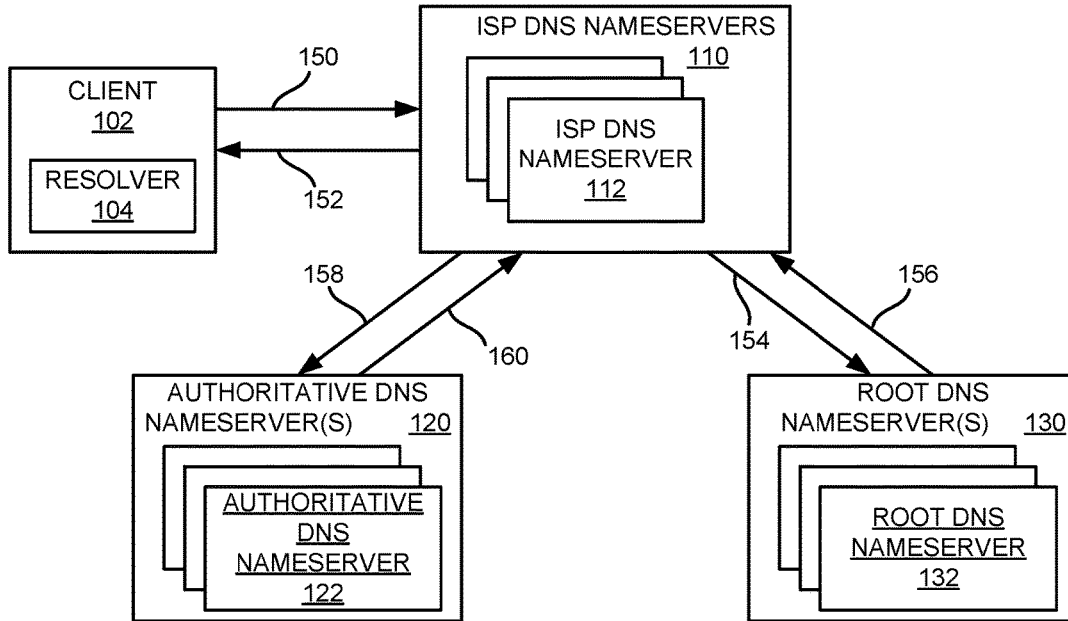 ISP DNS NAMESERVERS
110
150
CLIENT
102
ISP DNS
NAMESERVER
112
RESOLVER
104
152
158
156
154
160
AUTHORITATIVE DNS
NAMESERVER(S) 120
ROOT DNS
NAMESERVER(S) 130
AUTHORITATIVE
DNS
NAMESERVER
122
ROOT DNS
NAMESERVER
132